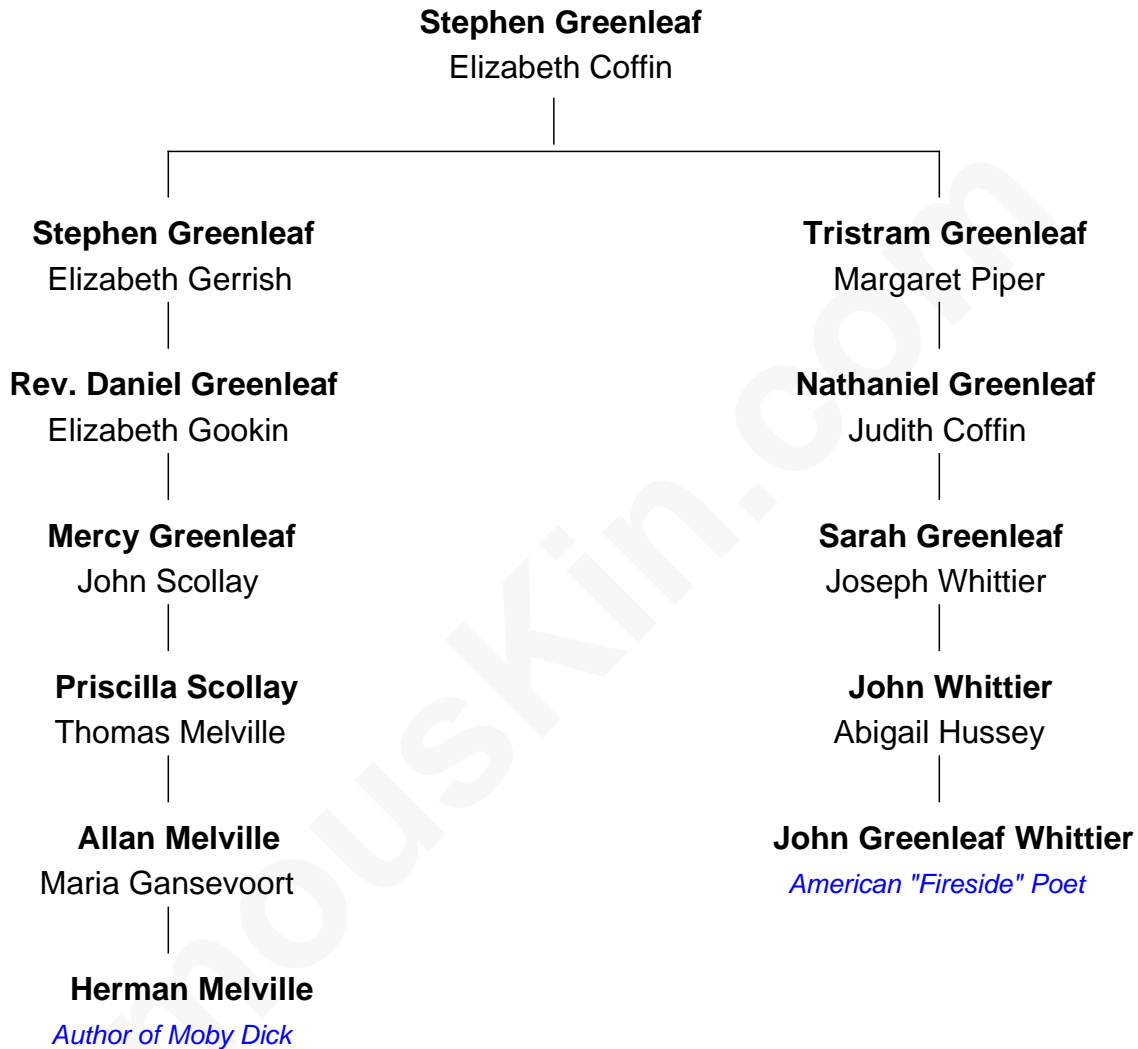 Stephen Greenleaf
Elizabeth Coffin
Stephen Greenleaf
Elizabeth Gerrish
Rev. Daniel Greenleaf
Elizabeth Gookin
Mercy Greenleaf
John Scollay
Priscilla Scollay
Thomas Melville
Allan Melville
Maria Gansevoort
Herman Melville
Author of Moby Dick
Tristram Greenleaf
Margaret Piper
Nathaniel Greenleaf
Judith Coffin
Sarah Greenleaf
Joseph Whittier
John Whittier
Abigail Hussey
John Greenleaf Whittier
American "Fireside" Poet
mousKin.com